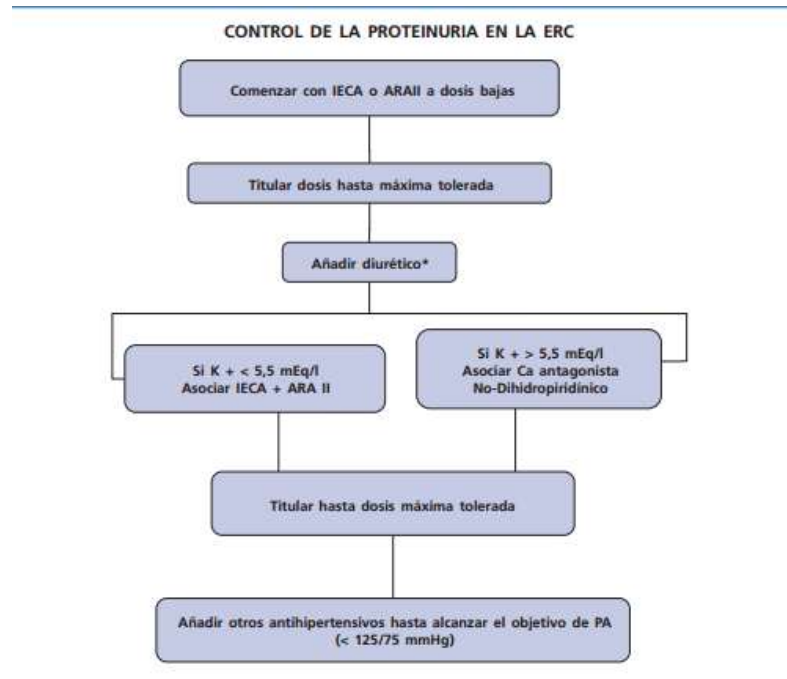 CONTROL DE LA PROTEINURIA EN LA ERC
Comenzar con IECA o ARAII a dosis bajas
Titular dosis hasta máxima tolerada
Añadir diurético*
Si K + < 5,5 mEq/l
Asociar IECA + ARA II
Si K + > 5,5 mEq/l
Asociar Ca antagonista
No-Dihidropiridínico
Titular hasta dosis máxima tolerada
Añadir otros antihipertensivos hasta alcanzar el objetivo de PA
(< 125/75 mmHg)